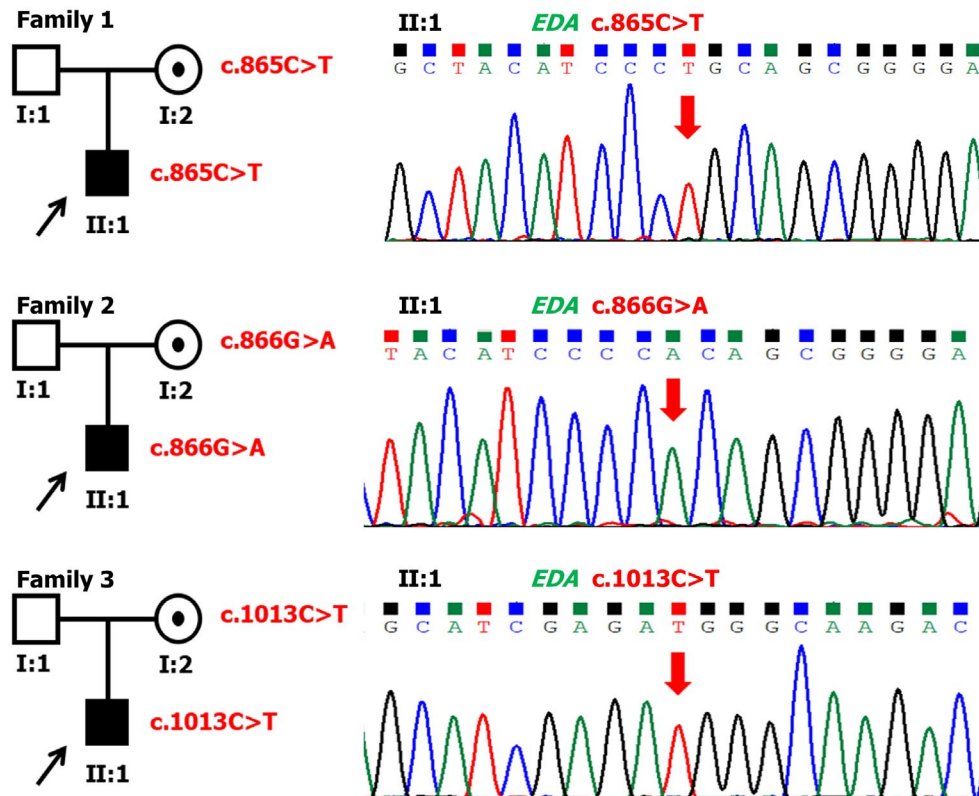 Family 1
c.865C>T
I:1 I:2
c.865C>T
II:1
II:1 EDA c.865C>T
G C T A C A T C C C T G C A G C G G G G A
Family 2
c.866G>A
I:1 I:2
c.866G>A
II:1
II:1 EDA c.866G>A
T A C A T C C C C A C A G C G G G G A
Family 3
c.1013C>T
I:1 I:2
c.1013C>T
II:1
II:1 EDA c.1013C>T
G C A T C G A G A T G G G C A A G A C